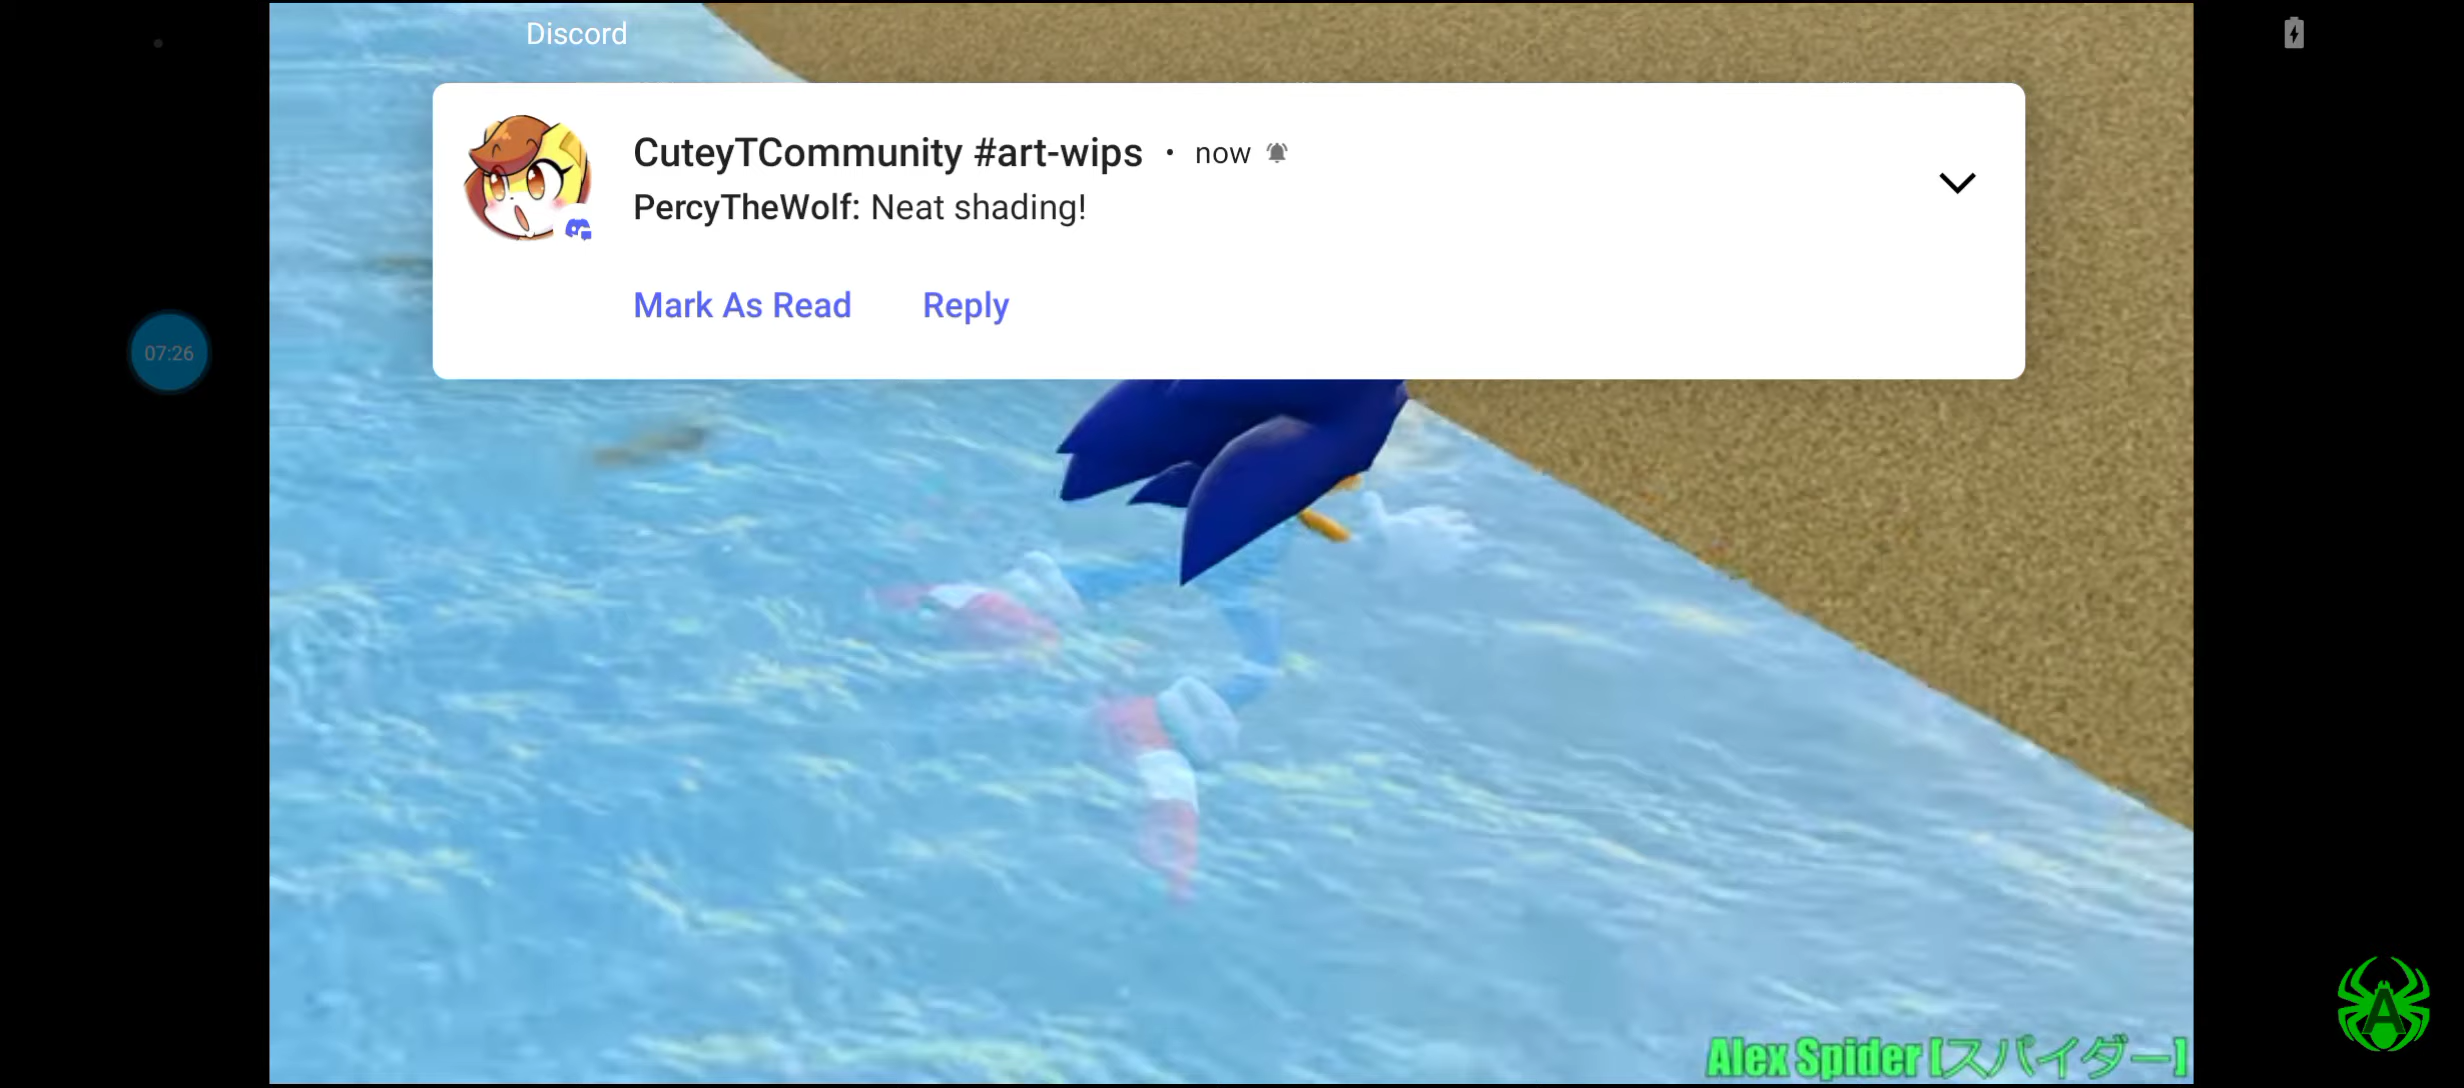 Discord
CuteyTCommunity #art-wips • now
PercyTheWolf: Neat shading!
Mark As Read Reply
07:26
A
Alex Spider [スパイダー]